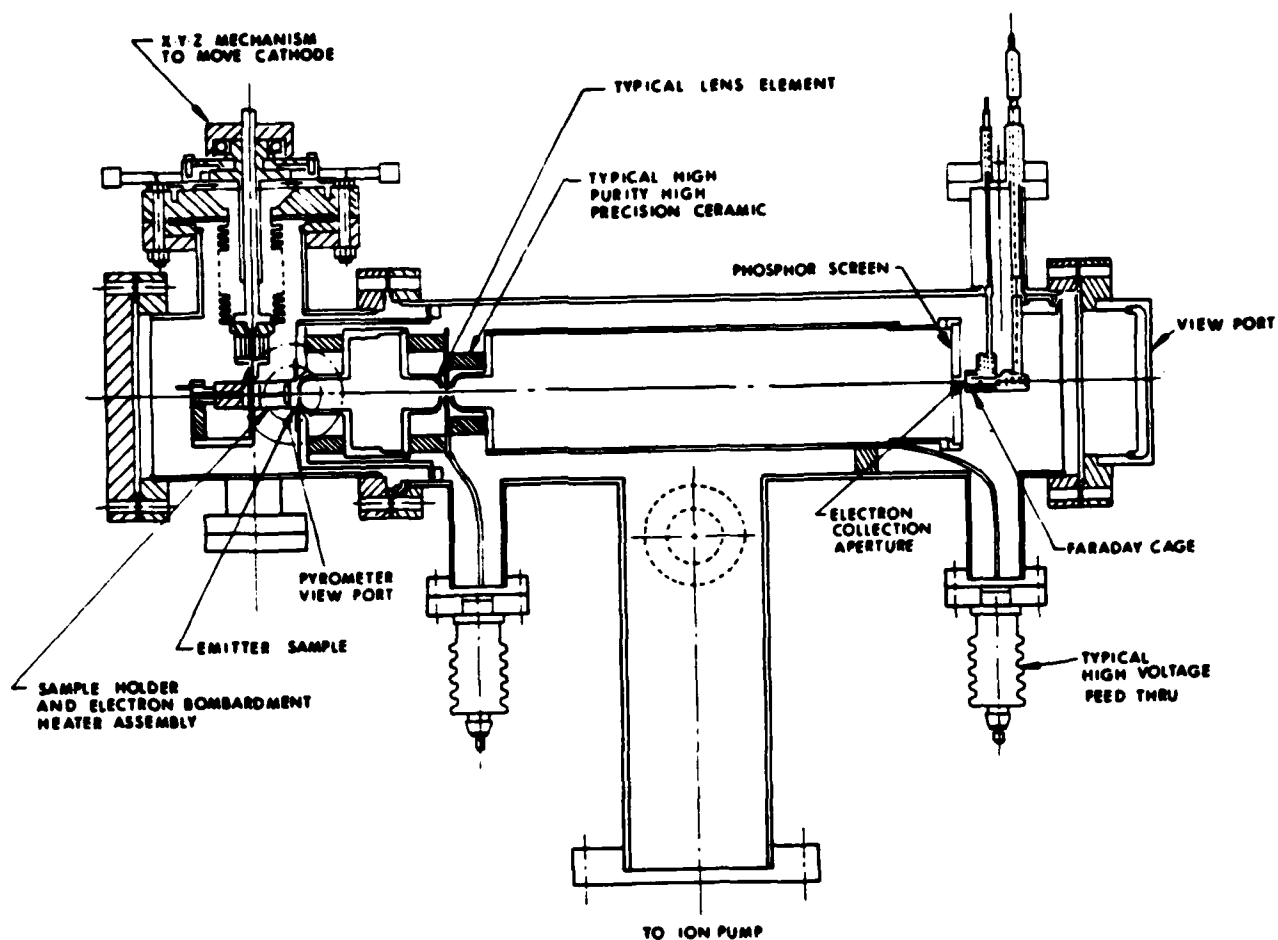 X-Y-Z MECHANISM
TO MOVE CATHODE
TYPICAL LENS ELEMENT
TYPICAL HIGH
PURITY HIGH
PRECISION CERAMIC
PHOSPHOR SCREEN
VIEW PORT
ELECTRON
COLLECTION
APERTURE
FARADAY CAGE
PYROMETER
VIEW PORT
EMITTER SAMPLE
SAMPLE HOLDER
AND ELECTRON BOMBARDMENT
HEATER ASSEMBLY
TYPICAL
HIGH VOLTAGE
FEED THRU
TO ION PUMP